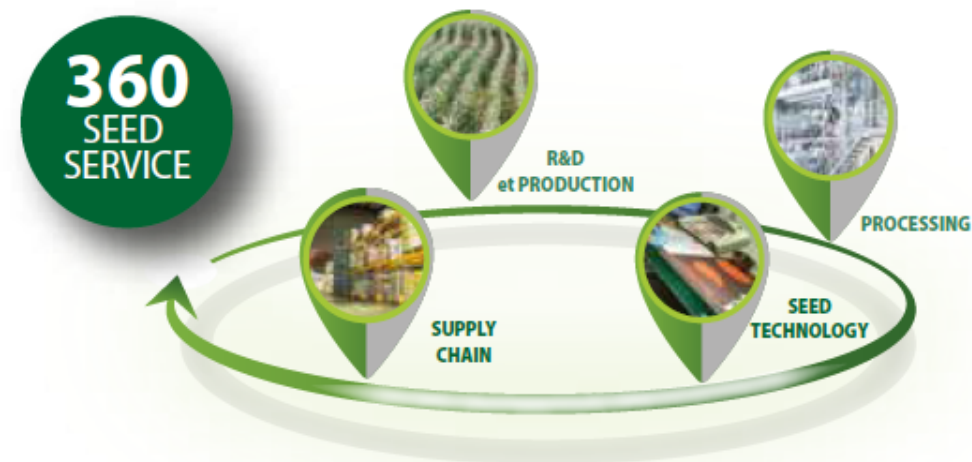 360
SEED
SERVICE
R&D
et PRODUCTION
PROCESSING
SEED
TECHNOLOGY
SUPPLY
CHAIN